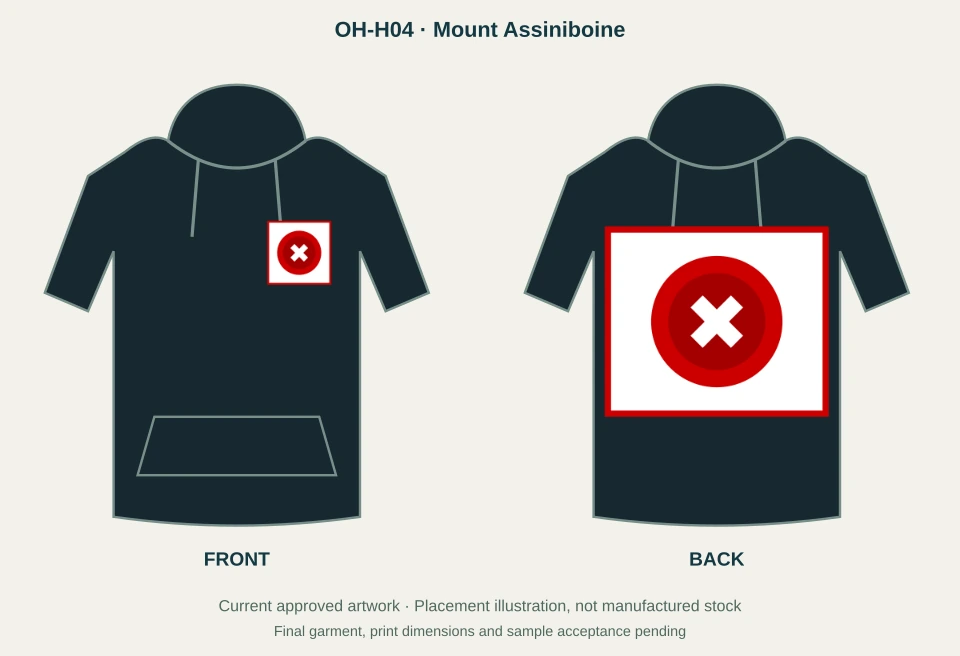 OH-H04 · Mount Assiniboine
FRONT
BACK
Current approved artwork · Placement illustration, not manufactured stock
Final garment, print dimensions and sample acceptance pending